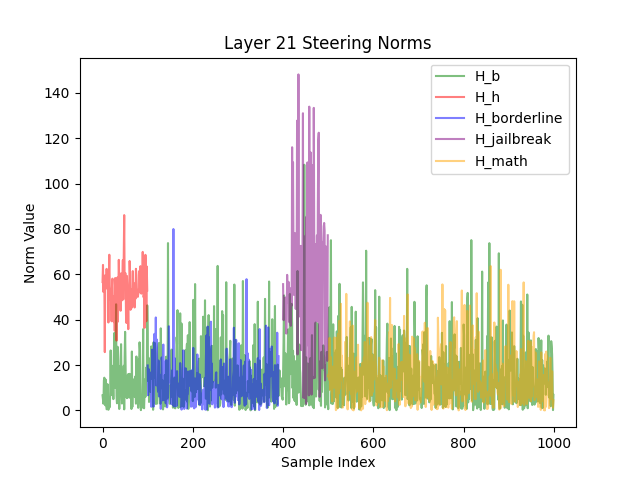 Layer 21 Steering Norms
Norm Value
140
120
100
80
60
40
20
0
0
200
400
600
800
1000
Sample Index
H_b
H_h
H_borderline
H_jailbreak
H_math